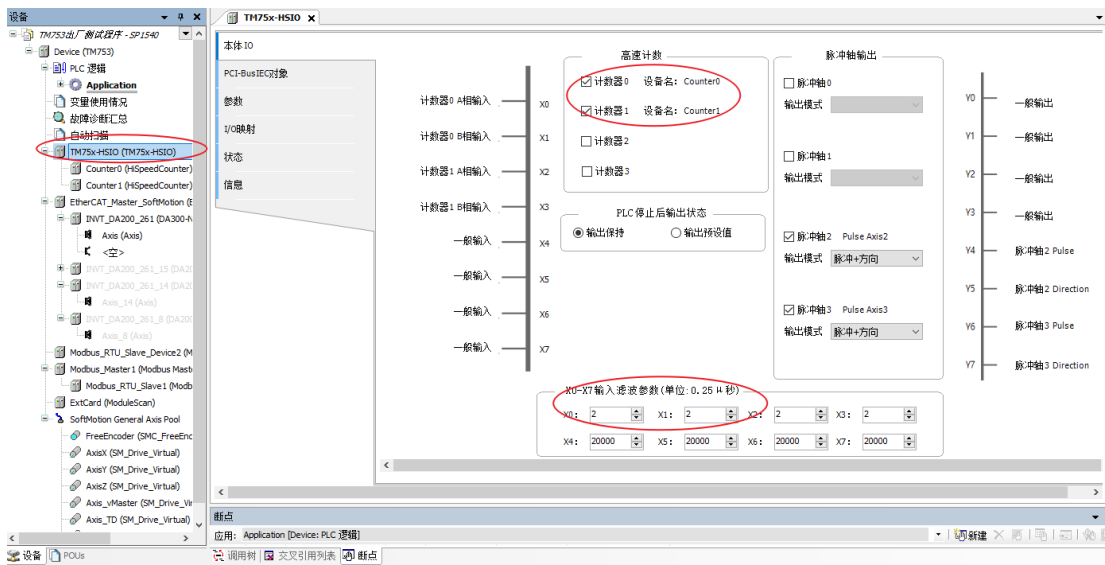 设备
TM753出厂测试程序 - SP1540
Device (TM753)
PLC 逻辑
Application
变量使用情况
故障诊断汇总
自动扫描
TM75x-HSIO (TM75x-HSIO)
Counter0 (HiSpeedCounter)
Counter1 (HiSpeedCounter)
EtherCAT_Master_SoftMotion (E
INVT_DA200_261 (DA300-N
Axis (Axis)
<空>
INVT_DA200_261_15 (DA20
INVT_DA200_261_14 (DA20
Axis_14 (Axis)
INVT_DA200_261_8 (DA200
Axis_8 (Axis)
Modbus_RTU_Slave_Device2 (M
Modbus_Master1 (Modbus Mast
Modbus_RTU_Slave1 (Modb
ExtCard (ModuleScan)
SoftMotion General Axis Pool
FreeEncoder (SMC_FreeEnc
AxisX (SM_Drive_Virtual)
AxisY (SM_Drive_Virtual)
AxisZ (SM_Drive_Virtual)
Axis_vMaster (SM_Drive_Vir
Axis_TD (SM_Drive_Virtual)
设备 POUs
TM75x-HSIO
本体IO
PCI-BusIEC对象
参数
I/O映射
状态
信息
计数器0 A相输入 X0
计数器0 B相输入 X1
计数器1 A相输入 X2
计数器1 B相输入 X3
一般输入 X4
一般输入 X5
一般输入 X6
一般输入 X7
高速计数
计数器0 设备名: Counter0
计数器1 设备名: Counter1
计数器2
计数器3
PLC停止后输出状态
输出保持 输出预设值
脉冲轴输出
脉冲轴0
输出模式
脉冲轴1
输出模式
脉冲轴2 Pulse Axis2
输出模式 脉冲+方向
脉冲轴3 Pulse Axis3
输出模式 脉冲+方向
Y0 一般输出
Y1 一般输出
Y2 一般输出
Y3 一般输出
Y4 脉冲轴2 Pulse
Y5 脉冲轴2 Direction
Y6 脉冲轴3 Pulse
Y7 脉冲轴3 Direction
X0-X7输入滤波参数(单位:0.25μ秒)
X0: 2 X1: 2 X2: 2 X3: 2
X4: 20000 X5: 20000 X6: 20000 X7: 20000
断点
应用: Application [Device: PLC 逻辑] 新建
调用树 交叉引用列表 断点